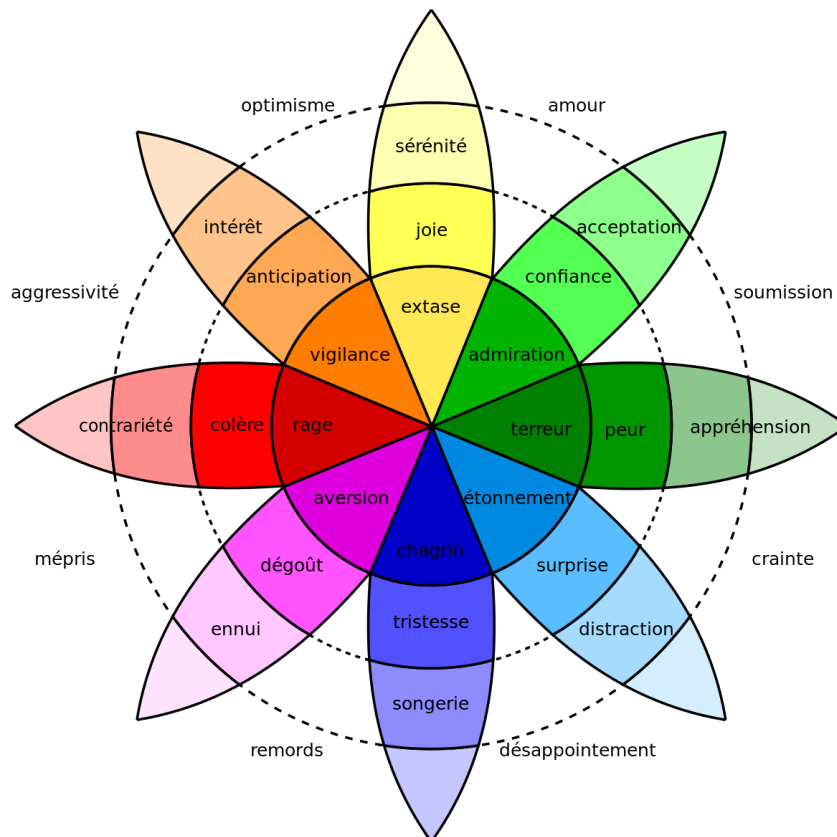 optimisme
amour
sérénité
intérêt
acceptation
joie
anticipation
confiance
aggressivité
soumission
extase
vigilance
admiration
contrariété
colère
rage
terreur
peur
appréhension
aversion
étonnement
chagrin
mépris
crainte
dégoût
surprise
tristesse
ennui
distraction
songerie
remords
désappointement